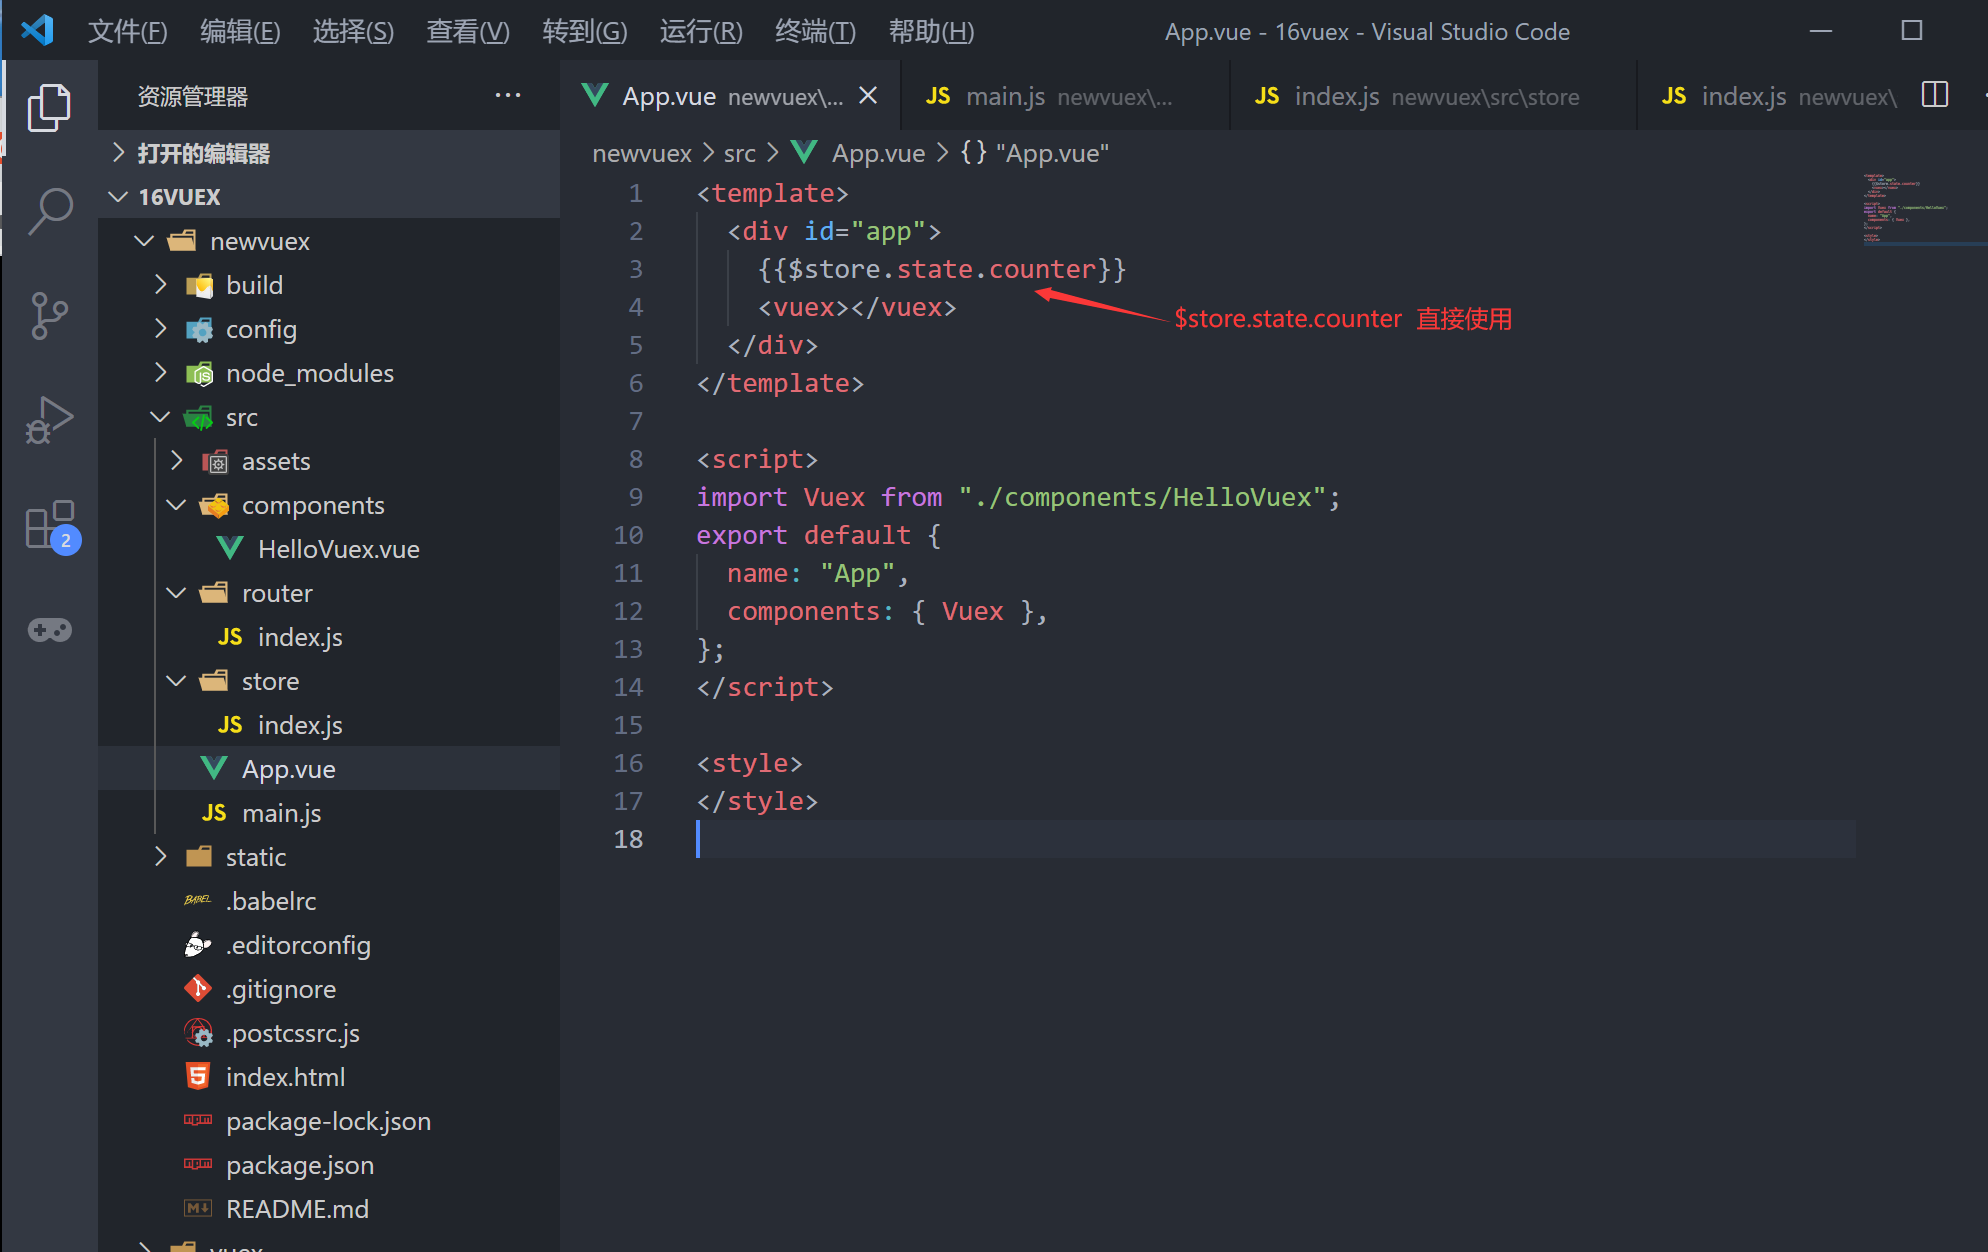 文件(F) 编辑(E) 选择(S) 查看(V) 转到(G) 运行(R) 终端(T) 帮助(H) App.vue - 16vuex - Visual Studio Code
资源管理器 ···
App.vue newvuex\... JS main.js newvuex\... JS index.js newvuex\src\store JS index.js newvuex\
打开的编辑器
16VUEX
newvuex
build
config
node_modules
src
assets
components
HelloVuex.vue
router
JS index.js
store
JS index.js
App.vue
JS main.js
static
BABEL .babelrc
.editorconfig
.gitignore
.postcssrc.js
index.html
package-lock.json
package.json
README.md
vuex
2
newvuex > src > App.vue > {} "App.vue"
1 <template>
2 <div id="app">
3 {{$store.state.counter}}
4 <vuex></vuex>
$store.state.counter 直接使用
5 </div>
6 </template>
7
8 <script>
9 import Vuex from "./components/HelloVuex";
10 export default {
11 name: "App",
12 components: { Vuex },
13 };
14 </script>
15
16 <style>
17 </style>
18